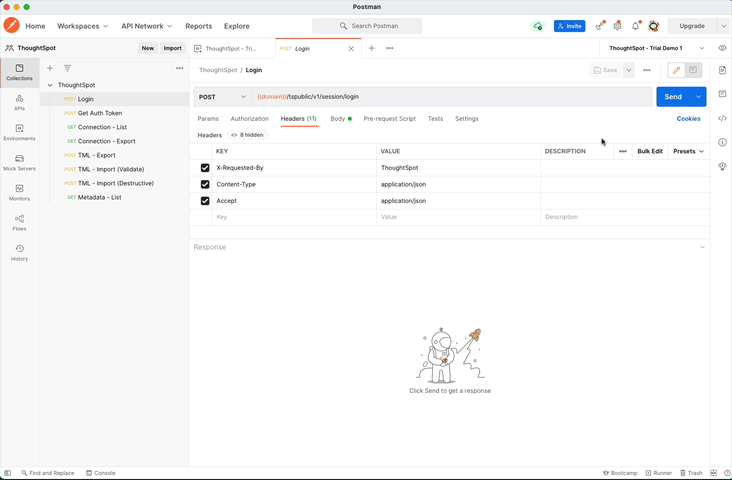 Postman
Home Workspaces API Network Reports Explore Search Postman Invite Upgrade
ThoughtSpot New Import ThoughtSpot - Tri... POST Login ThoughtSpot - Trial Demo 1
Collections
APIs
Environments
Mock Servers
Monitors
Flows
History
ThoughtSpot
POST Login
POST Get Auth Token
GET Connection - List
GET Connection - Export
POST TML - Export
POST TML - Import (Validate)
POST TML - Import (Destructive)
GET Metadata - List
ThoughtSpot / Login Save
POST {{domain}}/tspublic/v1/session/login Send
Params Authorization Headers (11) Body Pre-request Script Tests Settings Cookies
Headers 8 hidden
KEY VALUE DESCRIPTION Bulk Edit Presets
X-Requested-By ThoughtSpot
Content-Type application/json
Accept application/json
Key Value Description
Response
Click Send to get a response
Find and Replace Console Bootcamp Runner Trash